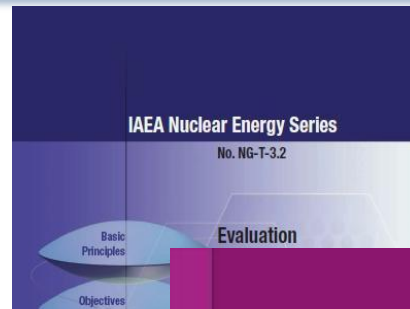 IAEA Nuclear Energy Series
No. NG-T-3.2
Basic
Principles
Evaluation
Objectives